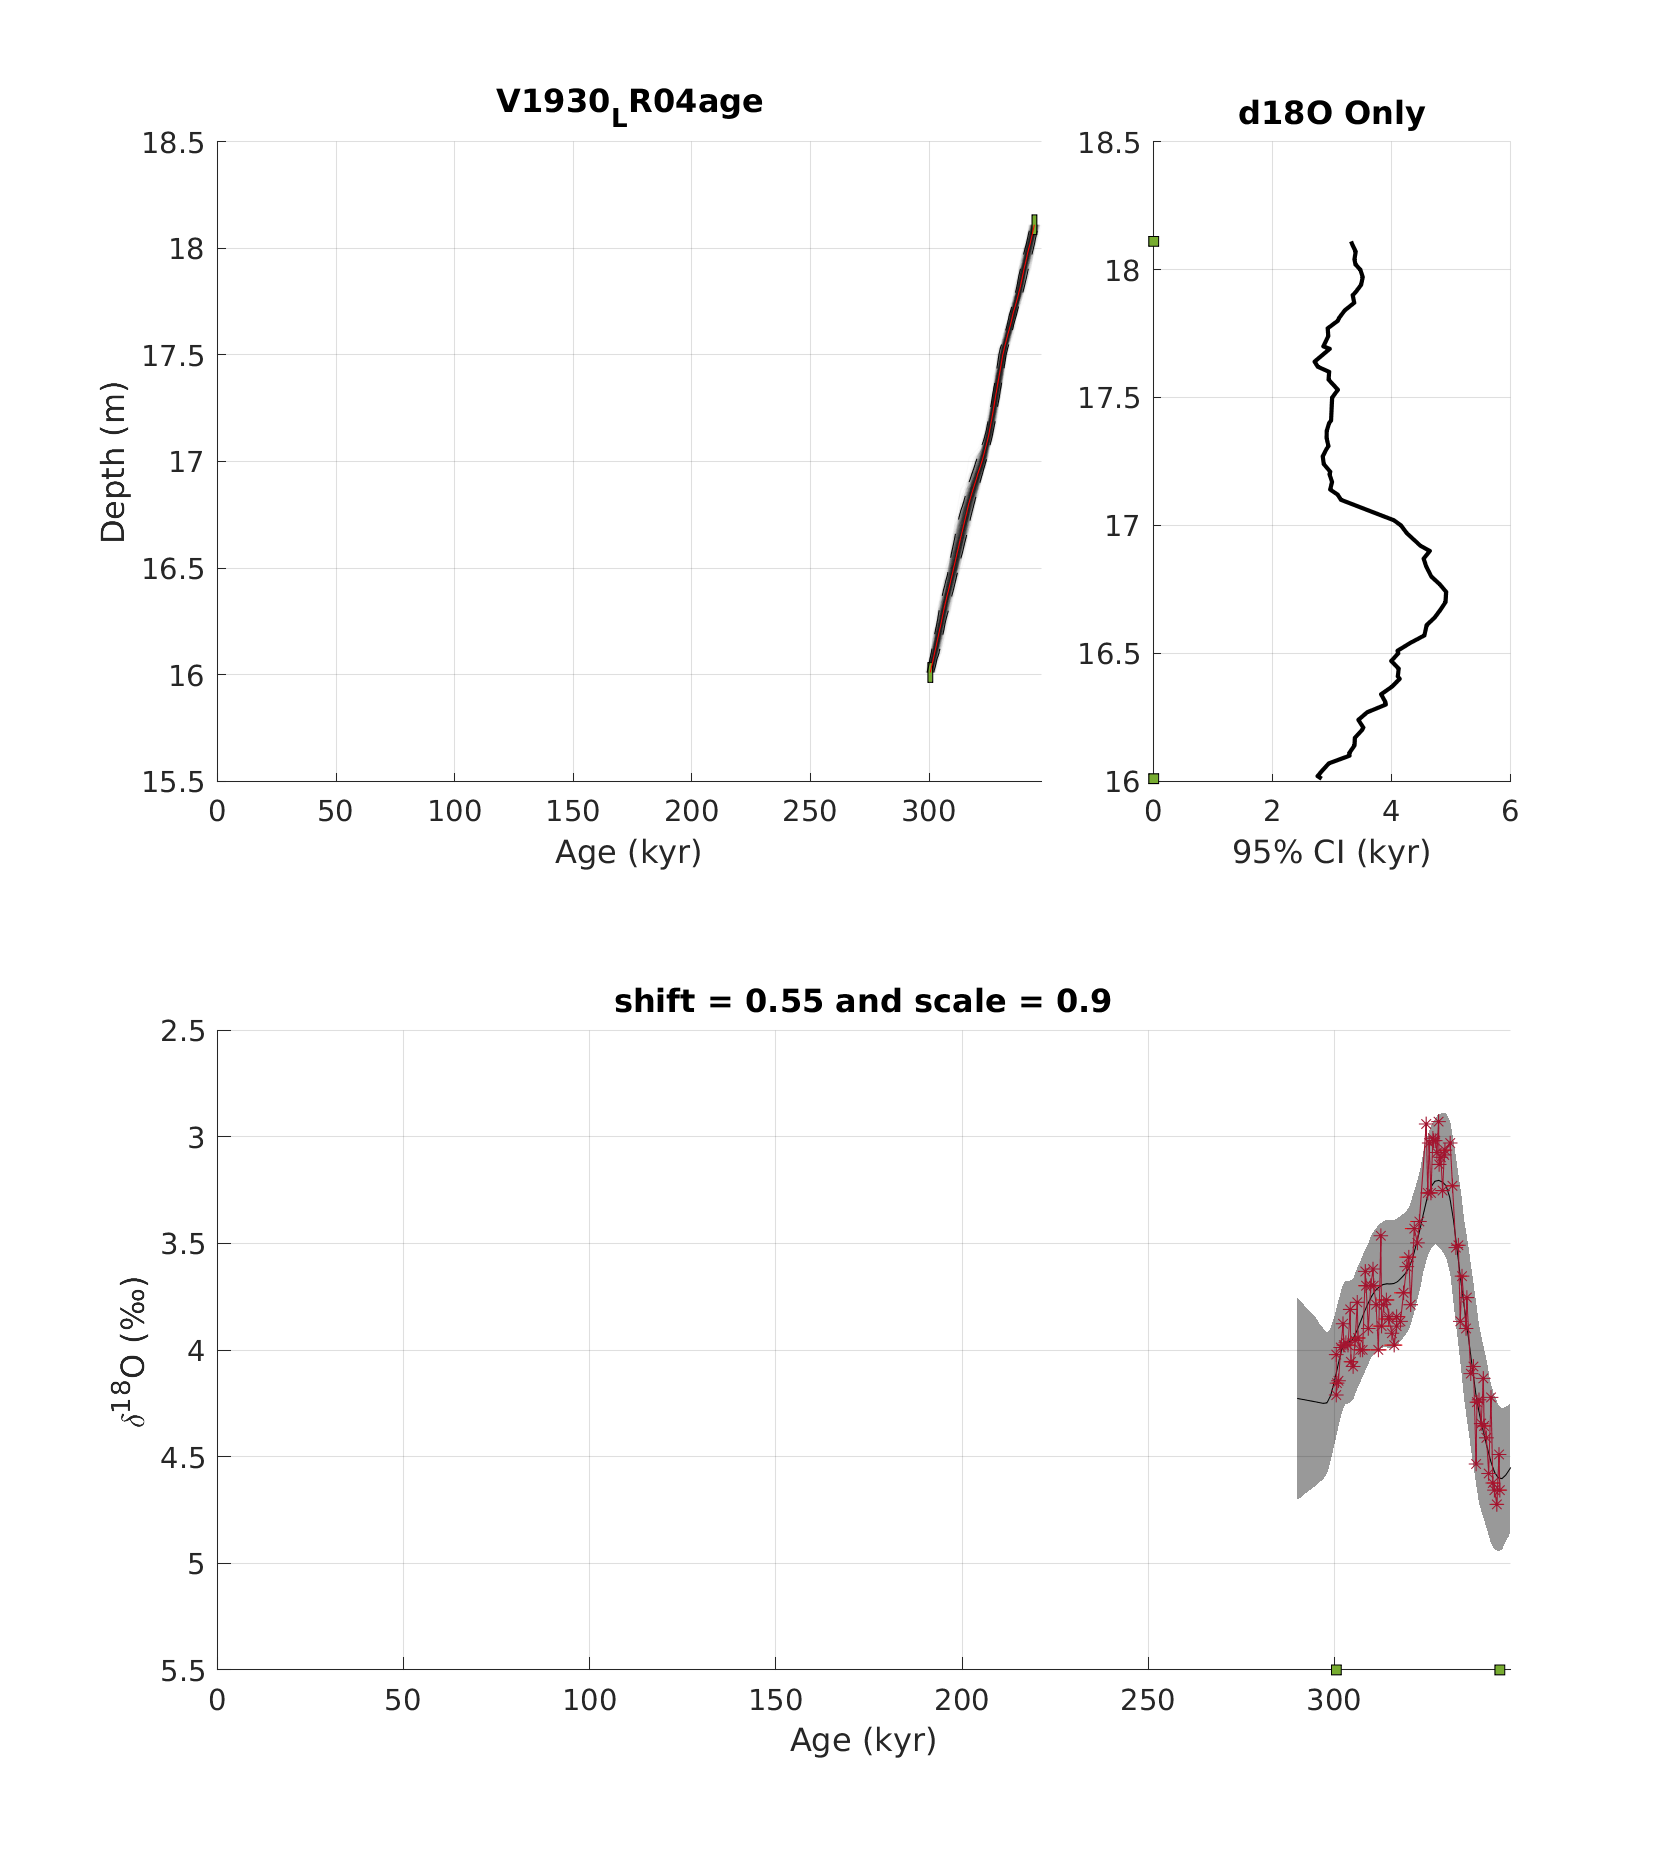 V1930LR04age
18.5
18
17.5
17
16.5
16
15.5
Depth (m)
0 50 100 150 200 250 300
Age (kyr)
d18O Only
18.5
18
17.5
17
16.5
16
0 2 4 6
95% CI (kyr)
shift = 0.55 and scale = 0.9
2.5
3
3.5
4
4.5
5
5.5
δ18O (‰)
0 50 100 150 200 250 300
Age (kyr)